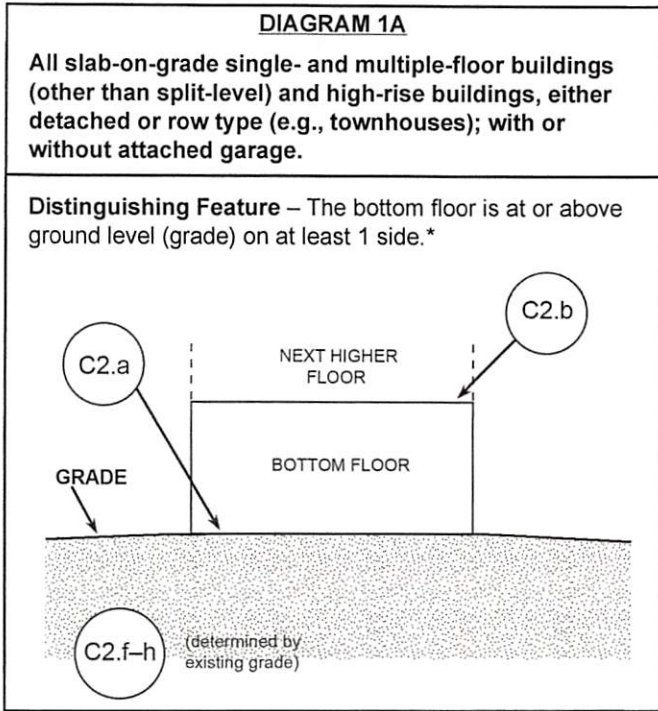 DIAGRAM 1A
All slab-on-grade single- and multiple-floor buildings
(other than split-level) and high-rise buildings, either
detached or row type (e.g., townhouses); with or
without attached garage.
Distinguishing Feature – The bottom floor is at or above
ground level (grade) on at least 1 side.*
C2.b
C2.a
NEXT HIGHER
FLOOR
BOTTOM FLOOR
GRADE
C2.f–h
(determined by
existing grade)